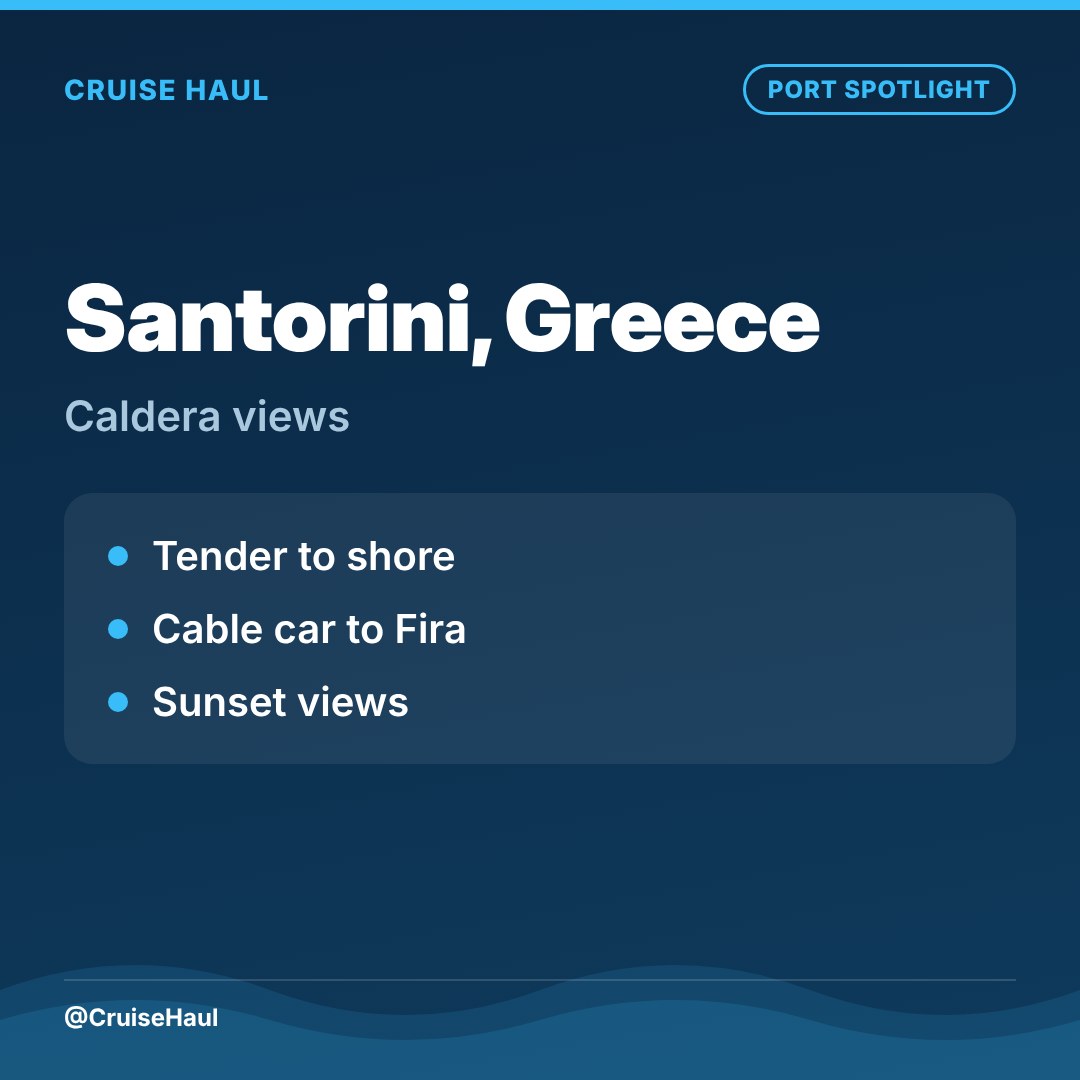 CRUISE HAUL
PORT SPOTLIGHT
Santorini, Greece
Caldera views
Tender to shore
Cable car to Fira
Sunset views
@CruiseHaul